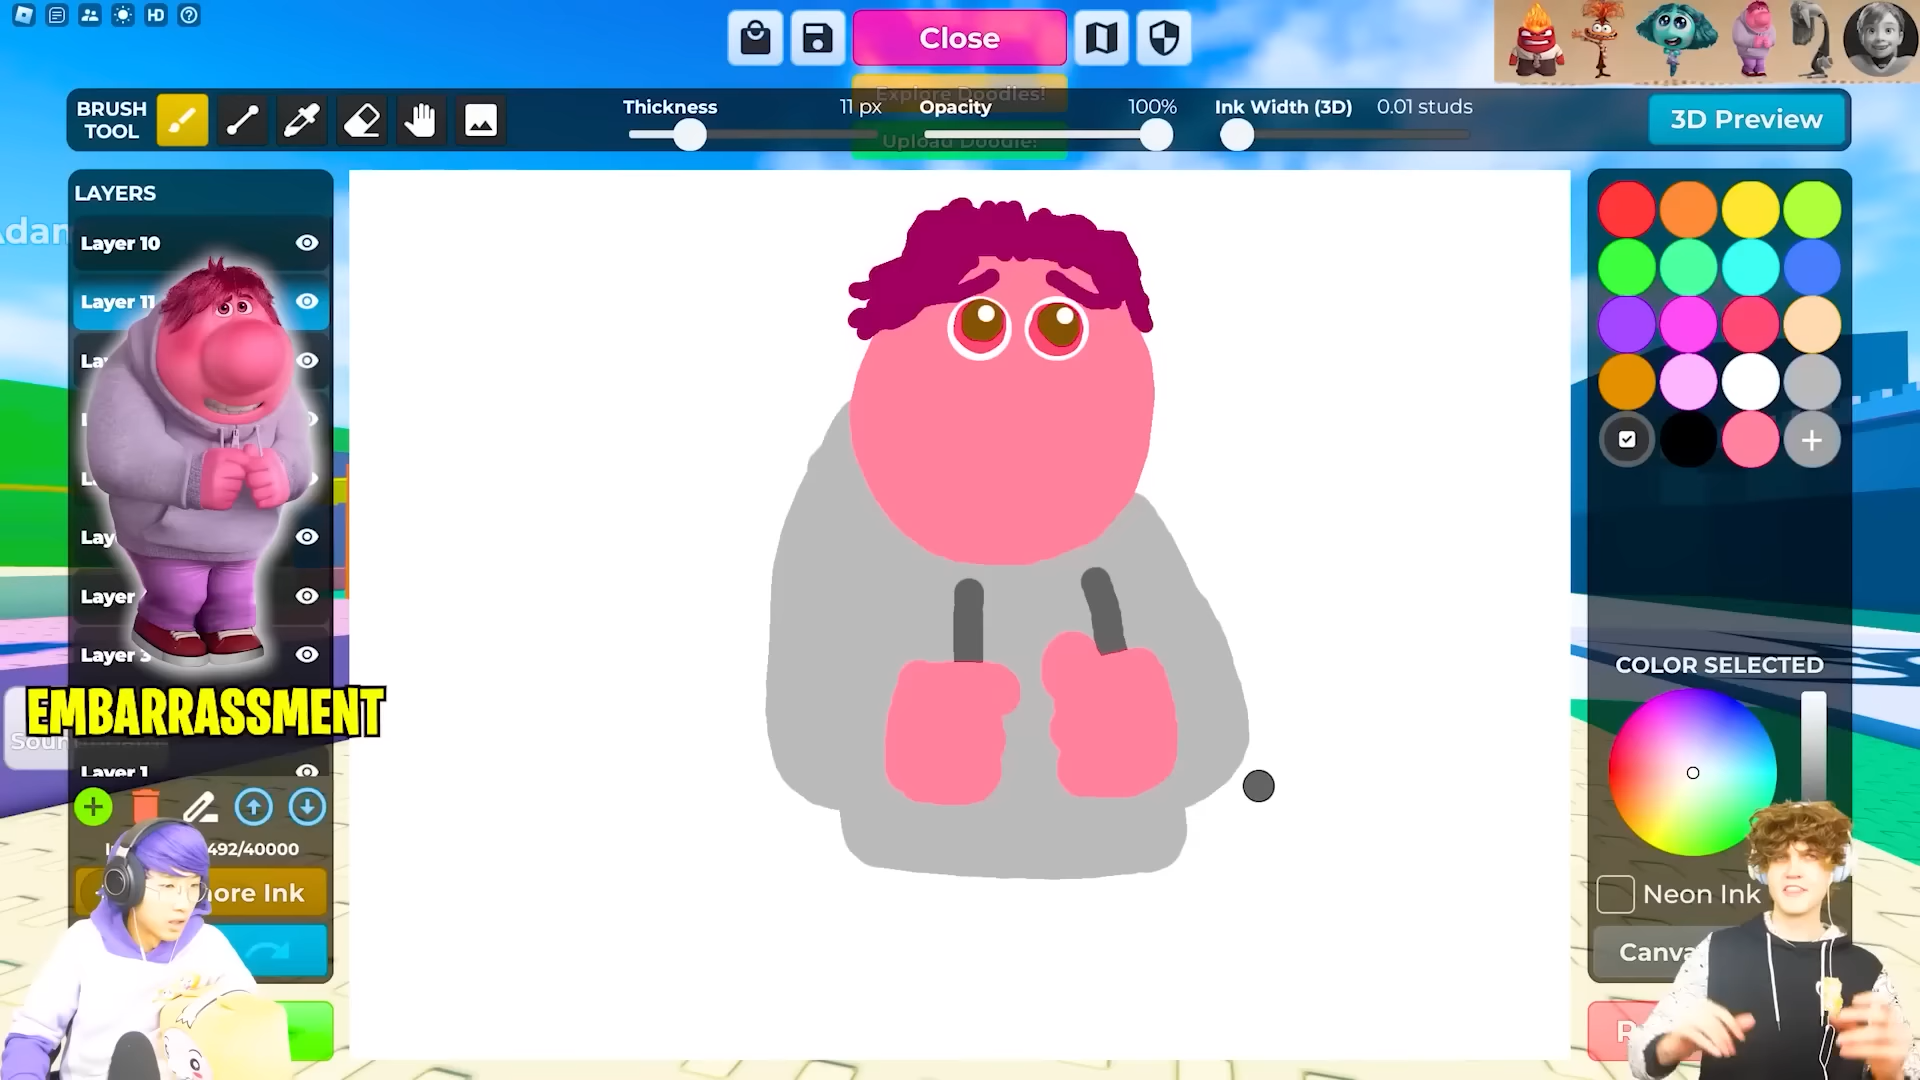 HD
Close
Explore Doodles!
Upload Doodle!
BRUSH
TOOL
Thickness
11 px
Opacity
100%
Ink Width (3D)
0.01 studs
3D Preview
LAYERS
Layer 10
Layer 11
Layer
Layer 3
EMBARRASSMENT
Layer 1
492/40000
ore Ink
COLOR SELECTED
Neon Ink
Canva